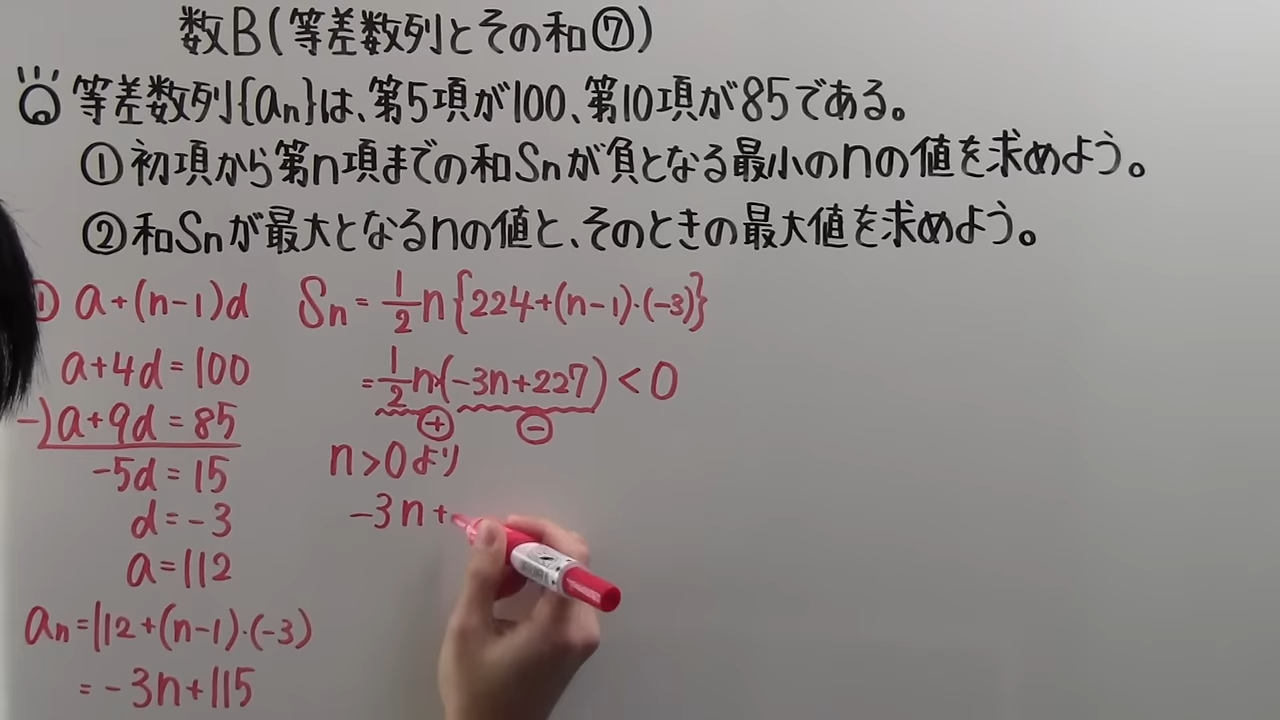 数B(等差数列とその和⑦)
等差数列{an}は、第5項が100、第10項が85である。
①初項から第n項までの和Snが負となる最小のnの値を求めよう。
②和Snが最大となるnの値と、そのときの最大値を求めよう。
① a+(n-1)d
a+4d=100
-)a+9d=85
-5d=15
d=-3
a=112
an=112+(n-1)·(-3)
=-3n+115
Sn=1/2n{224+(n-1)·(-3)}
=1/2n(-3n+227)<0
⊕ ⊖
n>0より
-3n+